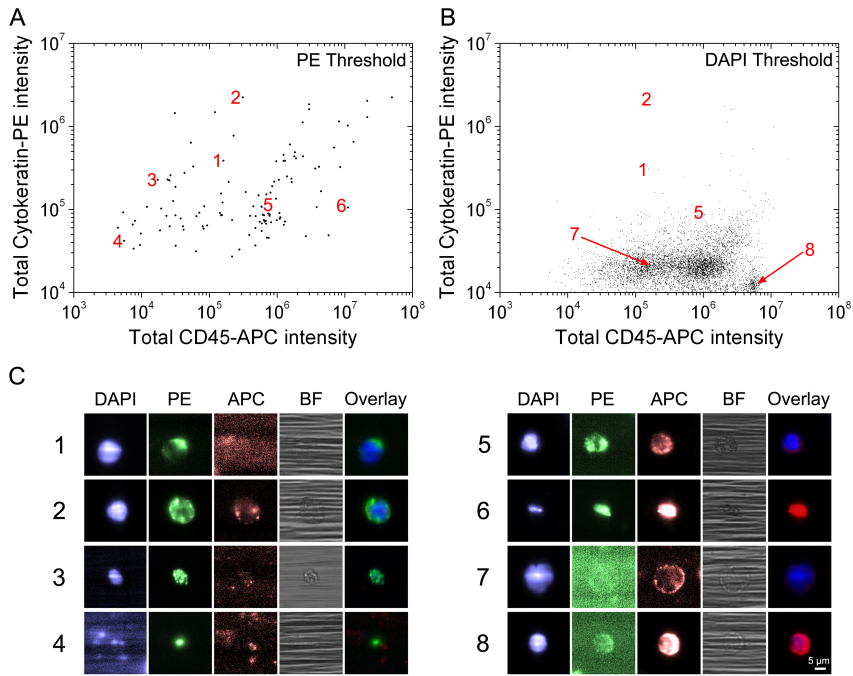 A
B
PE Threshold
DAPI Threshold
Total Cytokeratin-PE intensity
10^7
10^6
10^5
10^4
2
1
3
5
6
4
10^3 10^4 10^5 10^6 10^7 10^8
Total CD45-APC intensity
Total Cytokeratin-PE intensity
10^7
10^6
10^5
10^4
2
1
5
7
8
10^3 10^4 10^5 10^6 10^7 10^8
Total CD45-APC intensity
C
DAPI PE APC BF Overlay
1
2
3
4
DAPI PE APC BF Overlay
5
6
7
8
5 µm